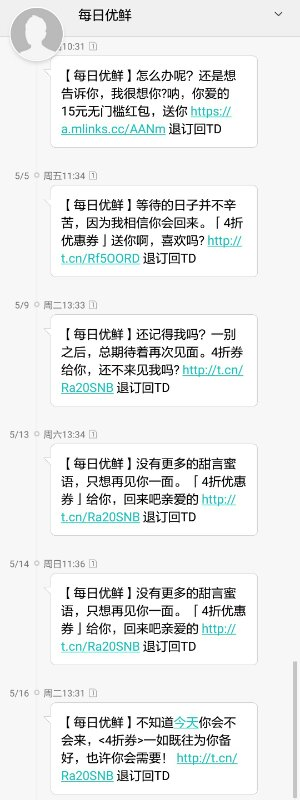 每日优鲜
10:31 1
【每日优鲜】怎么办呢？还是想
告诉你，我很想你?呐，你爱的
15元无门槛红包，送你 https://
a.mlinks.cc/AANm 退订回TD
5/5 周五11:34 1
【每日优鲜】等待的日子并不辛
苦，因为我相信你会回来。「4折
优惠券」送你啊，喜欢吗? http://
t.cn/Rf5OORD 退订回TD
5/9 周二13:33 1
【每日优鲜】还记得我吗？一别
之后，总期待着再次见面。4折券
给你，还不来见我吗? http://t.cn/
Ra20SNB 退订回TD
5/13 周六13:34 1
【每日优鲜】没有更多的甜言蜜
语，只想再见你一面。「4折优惠
券」给你，回来吧亲爱的 http://
t.cn/Ra20SNB 退订回TD
5/14 周日11:36 1
【每日优鲜】没有更多的甜言蜜
语，只想再见你一面。「4折优惠
券」给你，回来吧亲爱的 http://
t.cn/Ra20SNB 退订回TD
5/16 周二13:31 1
【每日优鲜】不知道今天你会不
会来，<4折券>一如既往为你备
好，也许你会需要！ http://t.cn/
Ra20SNB 退订回TD